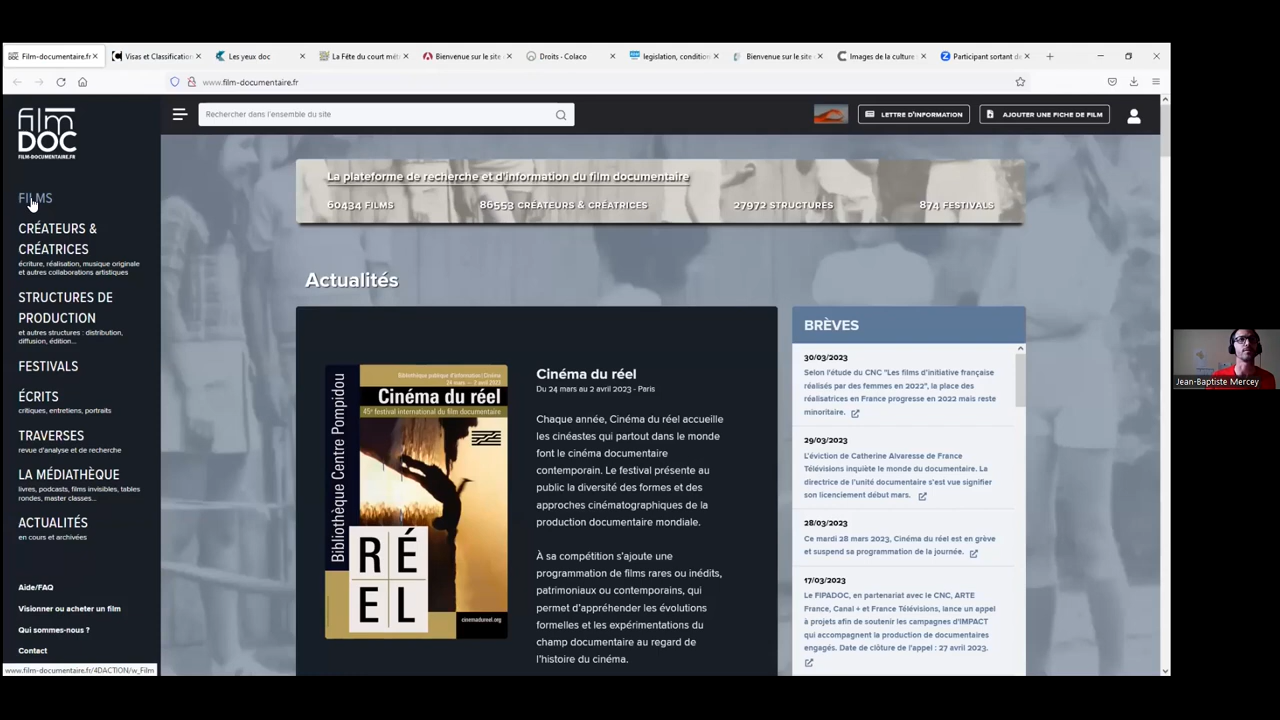 Film-documentaire.fr
Visas et Classification
Les yeux doc
La Fête du court mét
Bienvenue sur le site
Droits - Colaco
legislation, condition
Bienvenue sur le site
Images de la culture
Participant sortant de
www.film-documentaire.fr
film
DOC
FILM-DOCUMENTAIRE.FR
Rechercher dans l'ensemble du site
LETTRE D'INFORMATION
AJOUTER UNE FICHE DE FILM
FILMS
CRÉATEURS &
CRÉATRICES
écriture, réalisation, musique originale
et autres collaborations artistiques
STRUCTURES DE
PRODUCTION
et autres structures : distribution,
diffusion, édition...
FESTIVALS
ÉCRITS
critiques, entretiens, portraits
TRAVERSES
revue d'analyse et de recherche
LA MÉDIATHÈQUE
livres, podcasts, films invisibles, tables
rondes, master classes...
ACTUALITÉS
en cours et archivées
Aide/FAQ
Visionner ou acheter un film
Qui sommes-nous ?
Contact
www.film-documentaire.fr/4DACTION/w_Film
La plateforme de recherche et d'information du film documentaire
60434 FILMS
86553 CRÉATEURS & CRÉATRICES
27972 STRUCTURES
874 FESTIVALS
Actualités
Bibliothèque Centre Pompidou
Bibliothèque publique d'information | Cinéma
24 mars — 2 avril 2023
Cinéma du réel
45e festival international du film documentaire
RÉ
EL
cinemadureel.org
Cinéma du réel
Du 24 mars au 2 avril 2023 - Paris
Chaque année, Cinéma du réel accueille
les cinéastes qui partout dans le monde
font le cinéma documentaire
contemporain. Le festival présente au
public la diversité des formes et des
approches cinématographiques de la
production documentaire mondiale.
À sa compétition s'ajoute une
programmation de films rares ou inédits,
patrimoniaux ou contemporains, qui
permet d'appréhender les évolutions
formelles et les expérimentations du
champ documentaire au regard de
l'histoire du cinéma.
BRÈVES
30/03/2023
Selon l'étude du CNC "Les films d'initiative française
réalisés par des femmes en 2022", la place des
réalisatrices en France progresse en 2022 mais reste
minoritaire.
29/03/2023
L'éviction de Catherine Alvaresse de France
Télévisions inquiète le monde du documentaire. La
directrice de l'unité documentaire s'est vue signifier
son licenciement début mars.
28/03/2023
Ce mardi 28 mars 2023, Cinéma du réel est en grève
et suspend sa programmation de la journée.
17/03/2023
Le FIPADOC, en partenariat avec le CNC, ARTE
France, Canal + et France Télévisions, lance un appel
à projets afin de soutenir les campagnes d'IMPACT
qui accompagnent la production de documentaires
engagés. Date de clôture de l'appel : 27 avril 2023.
Jean-Baptiste Mercey